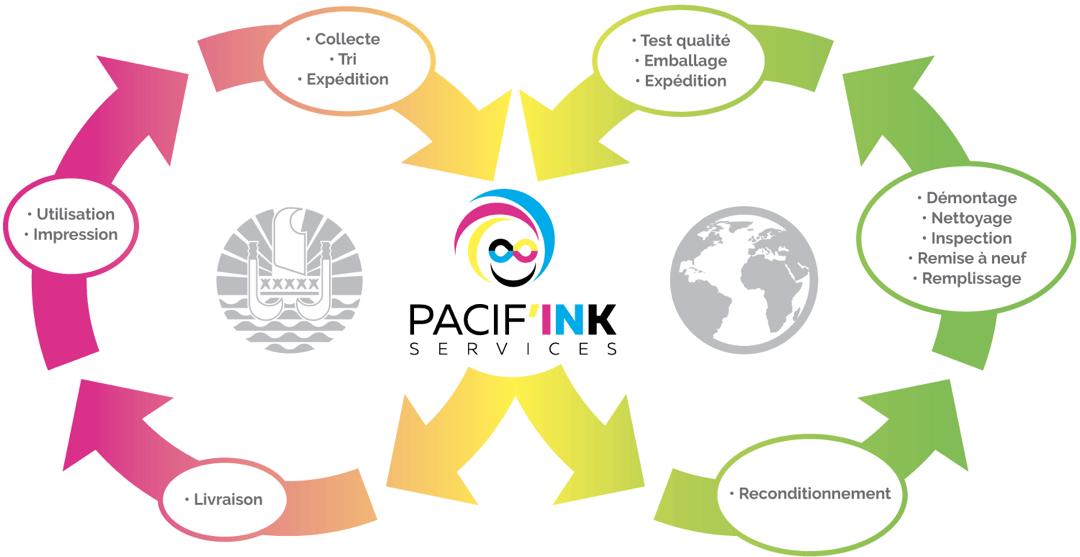 • Collecte
• Tri
• Expédition
• Test qualité
• Emballage
• Expédition
• Utilisation
• Impression
• Démontage
• Nettoyage
• Inspection
• Remise à neuf
• Remplissage
PACIF'INK
SERVICES
• Livraison
• Reconditionnement